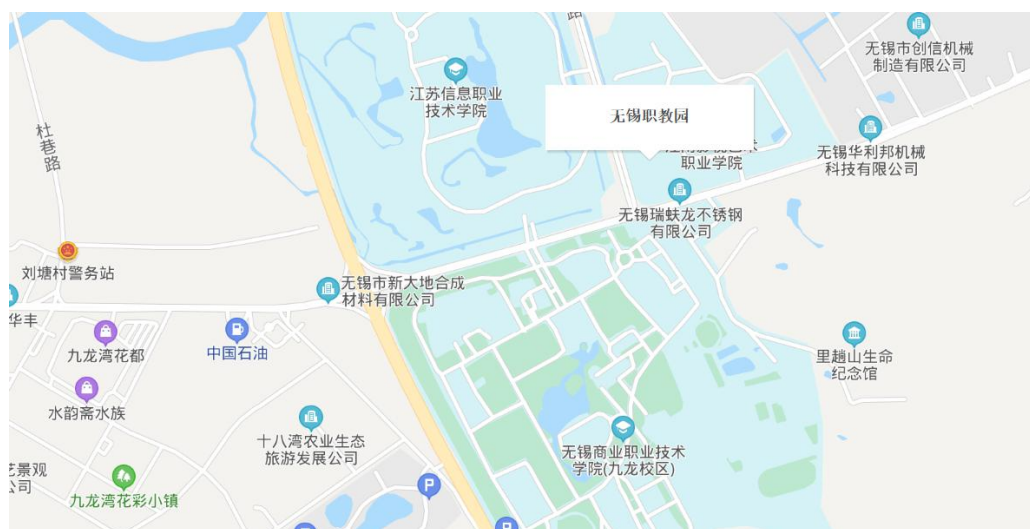 路
无锡市创信机械
制造有限公司
江苏信息职业
技术学院
无锡职教园
杜巷路
职业学院
无锡华利邦机械
科技有限公司
无锡瑞蚨龙不锈钢
有限公司
刘塘村警务站
无锡市新大地合成
材料有限公司
华丰
九龙湾花都
中国石油
里趟山生命
纪念馆
水韵斋水族
十八湾农业生态
旅游发展公司
无锡商业职业技术
学院(九龙校区)
花景观
公司
九龙湾花彩小镇
P
P
P